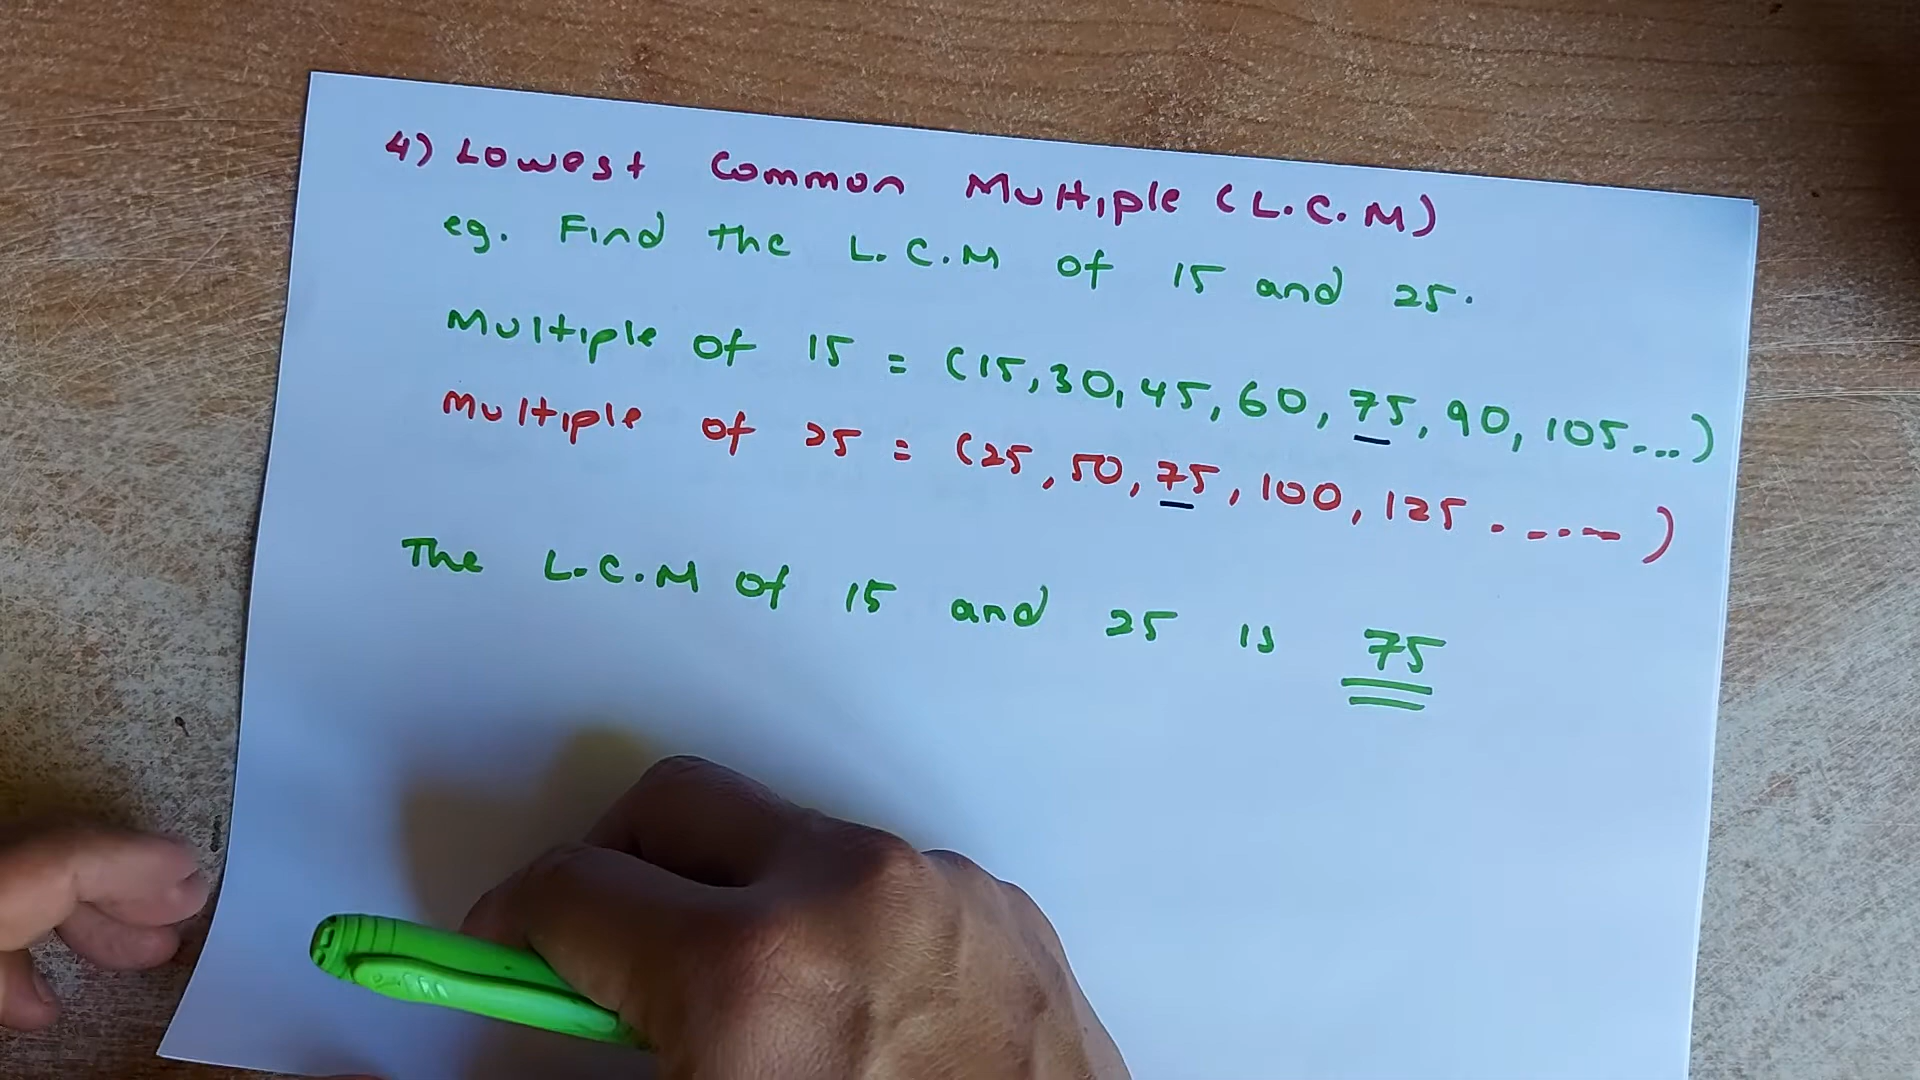 4) Lowest Common Multiple (L.C.M)
eg. Find the L.C.M of 15 and 25.
Multiple of 15 = (15,30,45,60,75,90,105...)
Multiple of 25 = (25,50,75,100,125.....)
The L.C.M of 15 and 25 is 75